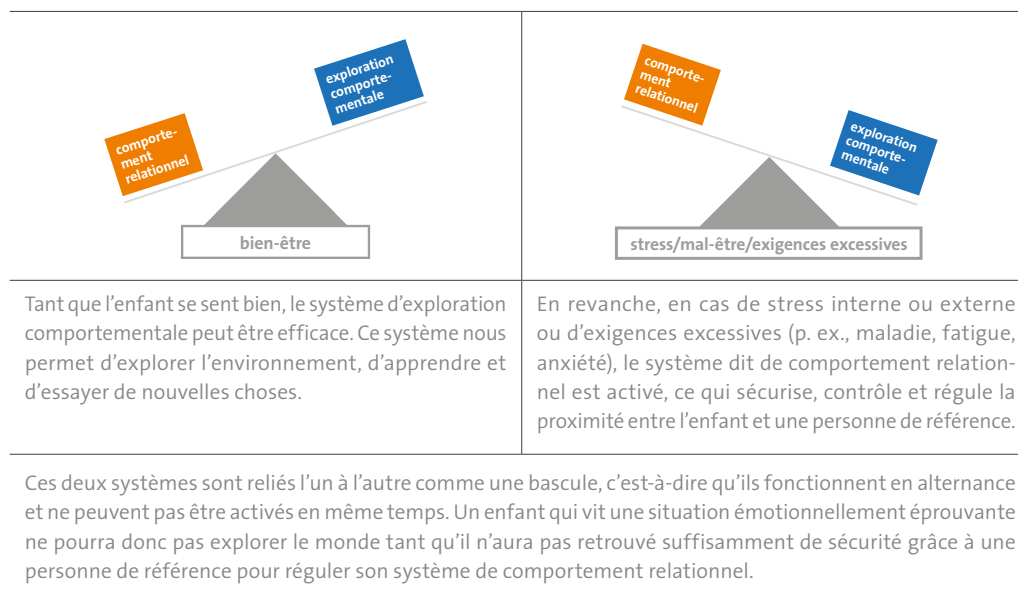 exploration
comporte-
mentale
comporte-
ment
relationnel
bien-être
comporte-
ment
relationnel
exploration
comporte-
mentale
stress/mal-être/exigences excessives
Tant que l’enfant se sent bien, le système d’exploration
comportementale peut être efficace. Ce système nous
permet d’explorer l’environnement, d’apprendre et
d’essayer de nouvelles choses.
En revanche, en cas de stress interne ou externe
ou d’exigences excessives (p. ex., maladie, fatigue,
anxiété), le système dit de comportement relation-
nel est activé, ce qui sécurise, contrôle et régule la
proximité entre l’enfant et une personne de référence.
Ces deux systèmes sont reliés l’un à l’autre comme une bascule, c’est-à-dire qu’ils fonctionnent en alternance
et ne peuvent pas être activés en même temps. Un enfant qui vit une situation émotionnellement éprouvante
ne pourra donc pas explorer le monde tant qu’il n’aura pas retrouvé suffisamment de sécurité grâce à une
personne de référence pour réguler son système de comportement relationnel.